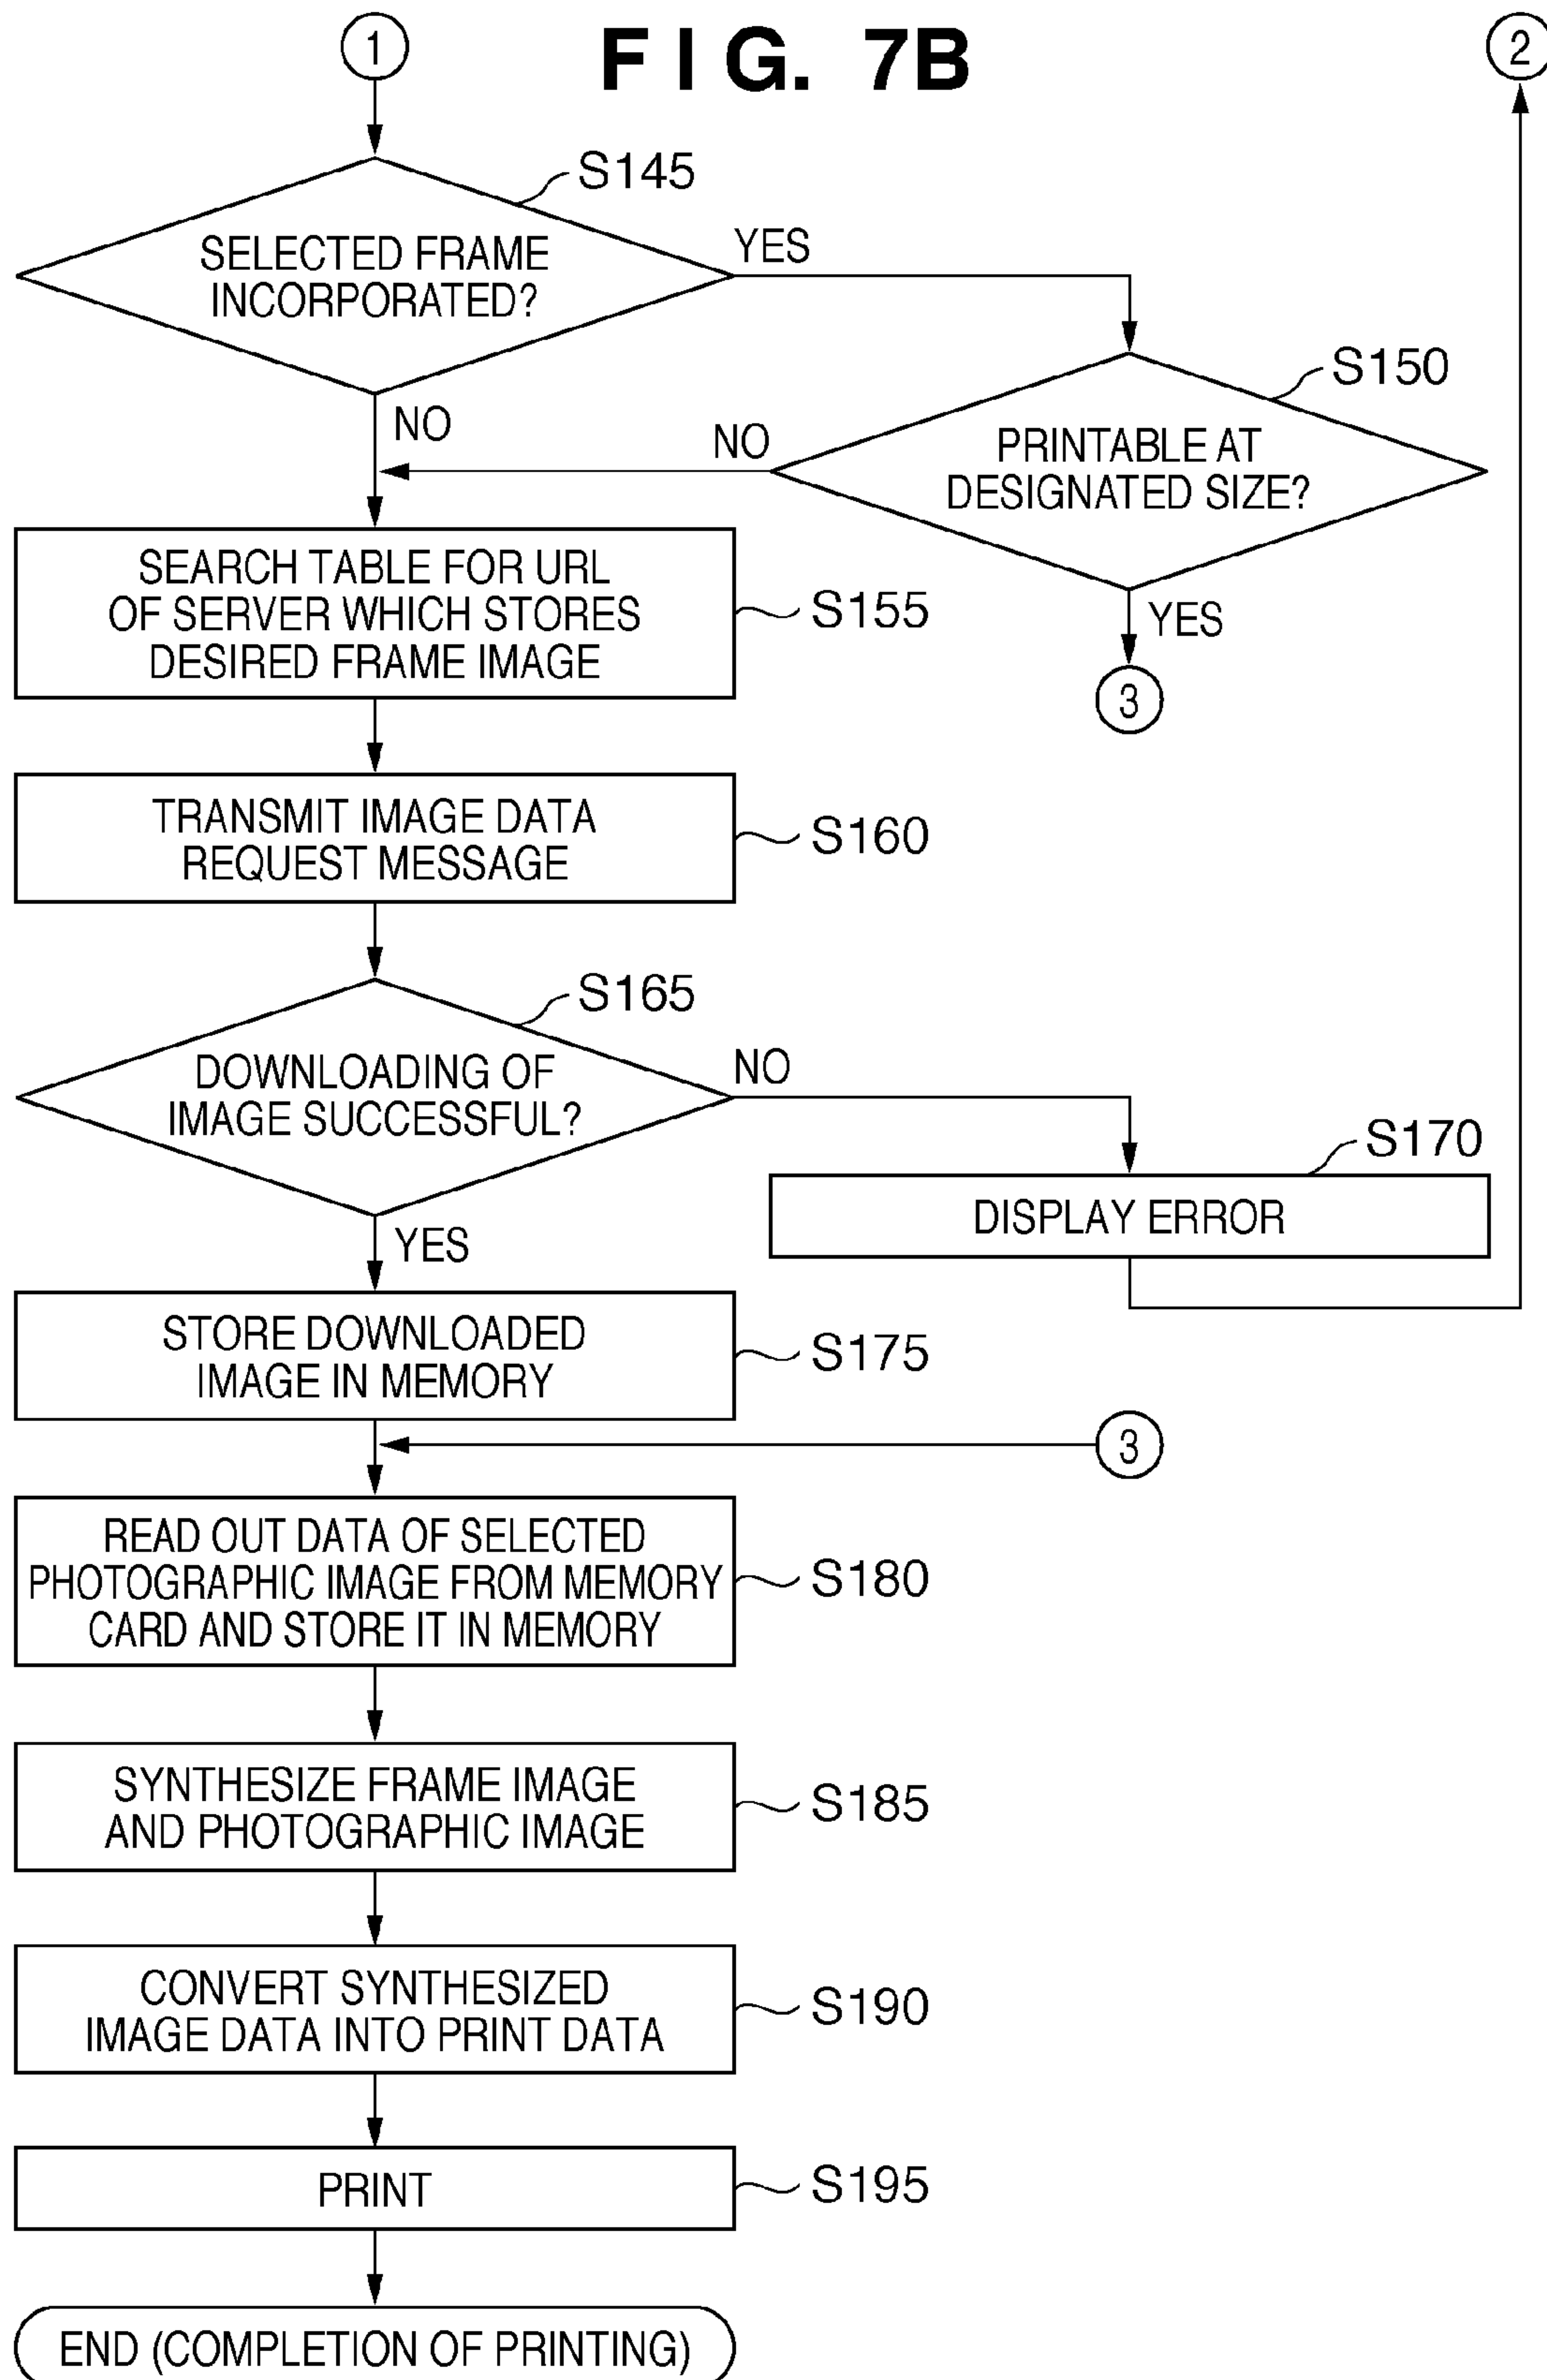 1
FIG. 7B
2
S145
SELECTED FRAME
INCORPORATED?
YES
NO
S150
PRINTABLE AT
DESIGNATED SIZE?
NO
YES
3
SEARCH TABLE FOR URL
OF SERVER WHICH STORES
DESIRED FRAME IMAGE
S155
TRANSMIT IMAGE DATA
REQUEST MESSAGE
S160
S165
DOWNLOADING OF
IMAGE SUCCESSFUL?
NO
YES
S170
DISPLAY ERROR
STORE DOWNLOADED
IMAGE IN MEMORY
S175
3
READ OUT DATA OF SELECTED
PHOTOGRAPHIC IMAGE FROM MEMORY
CARD AND STORE IT IN MEMORY
S180
SYNTHESIZE FRAME IMAGE
AND PHOTOGRAPHIC IMAGE
S185
CONVERT SYNTHESIZED
IMAGE DATA INTO PRINT DATA
S190
PRINT
S195
END (COMPLETION OF PRINTING)